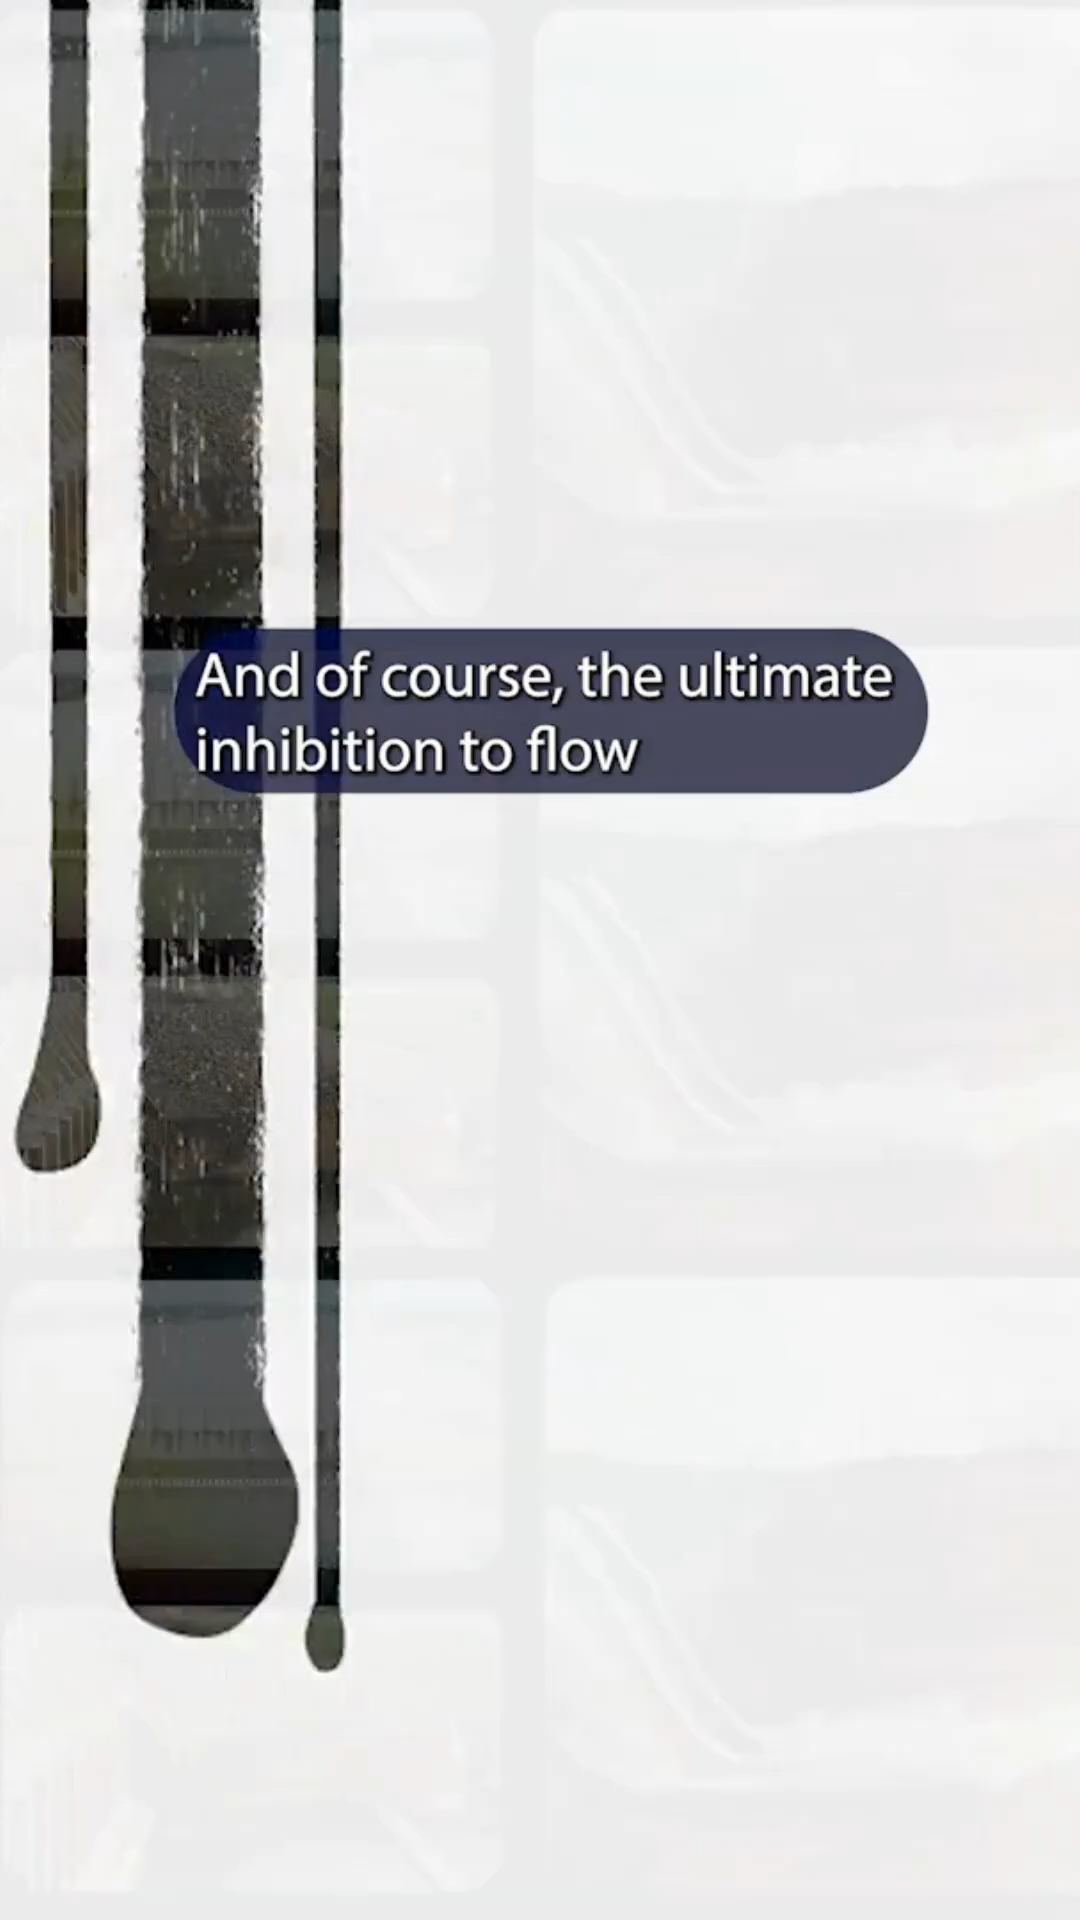 And of course, the ultimate
inhibition to flow